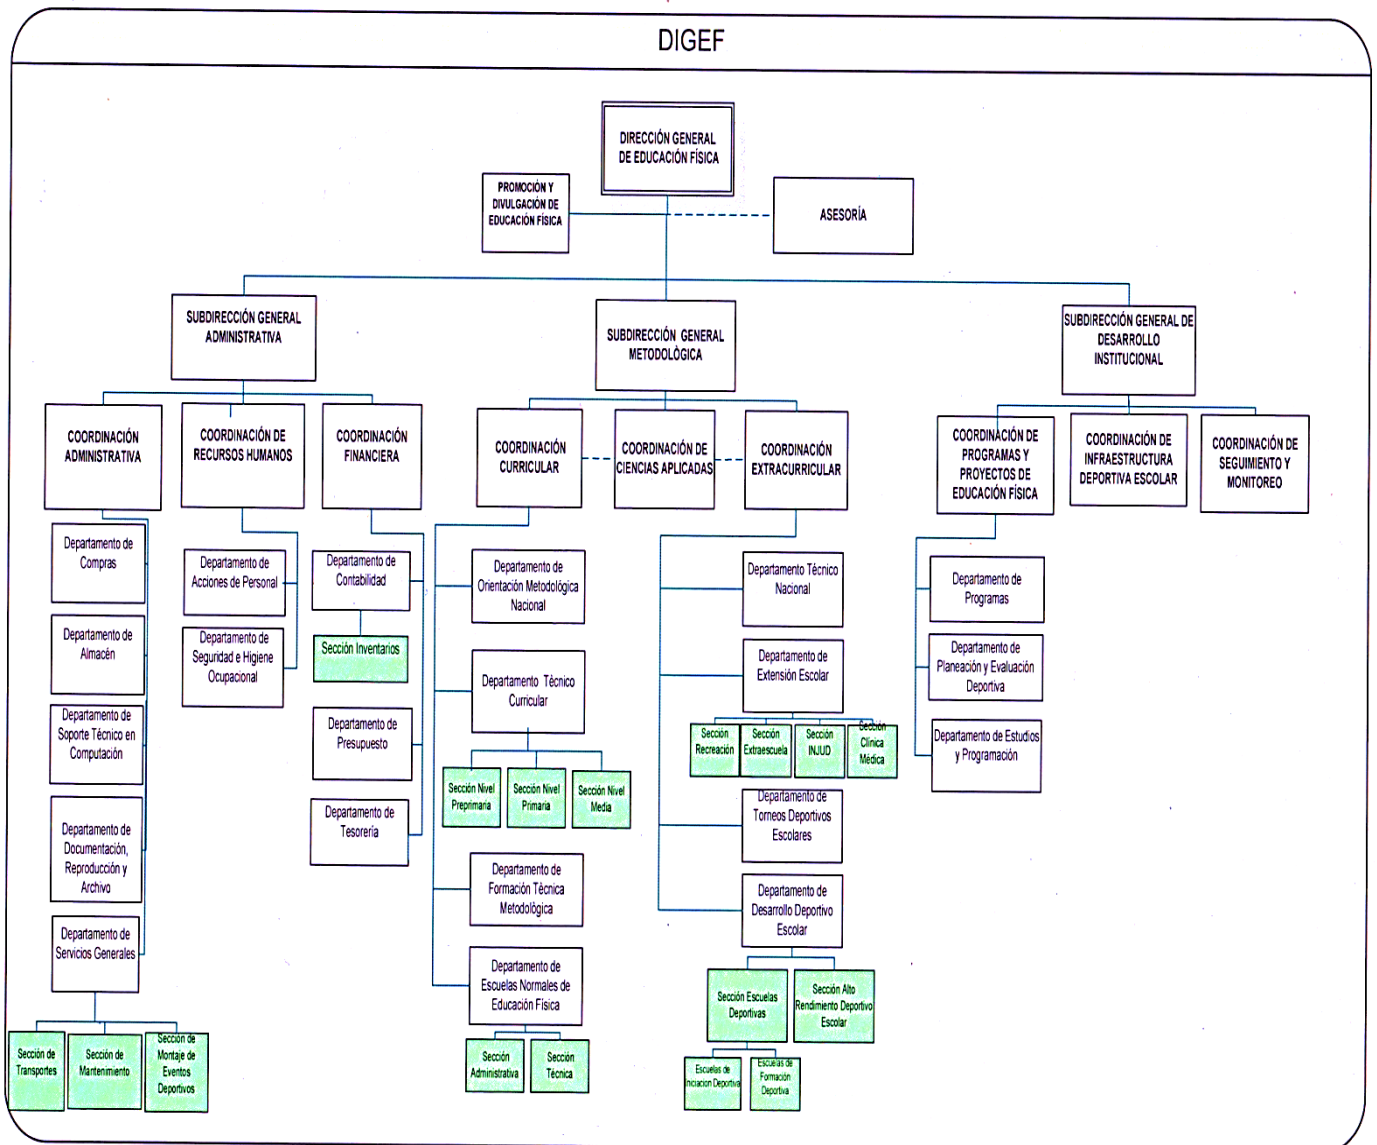 DIGEF
DIRECCIÓN GENERAL
DE EDUCACIÓN FÍSICA
PROMOCIÓN Y
DIVULGACIÓN DE
EDUCACIÓN FÍSICA
ASESORÍA
SUBDIRECCIÓN GENERAL
ADMINISTRATIVA
SUBDIRECCIÓN GENERAL
METODOLÒGICA
SUBDIRECCIÓN GENERAL DE
DESARROLLO
INSTITUCIONAL
COORDINACIÓN
ADMINISTRATIVA
COORDINACIÓN DE
RECURSOS HUMANOS
COORDINACIÓN
FINANCIERA
COORDINACIÓN
CURRICULAR
COORDINACIÓN DE
CIENCIAS APLICADAS
COORDINACIÓN
EXTRACURRICULAR
COORDINACIÓN DE
PROGRAMAS Y
PROYECTOS DE
EDUCACIÓN FÍSICA
COORDINACIÓN DE
INFRAESTRUCTURA
DEPORTIVA ESCOLAR
COORDINACIÓN DE
SEGUIMIENTO Y
MONITOREO
Departamento de
Compras
Departamento de
Almacén
Departamento de
Soporte Técnico en
Computación
Departamento de
Documentación,
Reproducción y
Archivo
Departamento de
Servicios Generales
Sección de
Transportes
Sección de
Mantenimiento
Sección de
Montaje de
Eventos
Deportivos
Departamento de
Acciones de Personal
Departamento de
Seguridad e Higiene
Ocupacional
Departamento de
Contabilidad
Sección Inventarios
Departamento de
Presupuesto
Departamento de
Tesorería
Departamento de
Orientación Metodológica
Nacional
Departamento Tècnico
Curricular
Sección Nivel
Preprimaria
Sección Nivel
Primaria
Sección Nivel
Media
Departamento de
Formación Tècnica
Metodològica
Departamento de
Escuelas Normales de
Educación Física
Sección
Administrativa
Sección
Técnica
Departamento Técnico
Nacional
Departamento de
Extensión Escolar
Sección
Recreación
Sección
Extraescuela
Sección
INJUD
Sección
Clínica
Médica
Departamento de
Torneos Deportivos
Escolares
Departamento de
Desarrollo Deportivo
Escolar
Sección Escuelas
Deportivas
Sección Alto
Rendimiento Deportivo
Escolar
Escuelas de
Iniciacion Deportiva
Escuelas de
Formación
Deportiva
Departamento de
Programas
Departamento de
Planeación y Evaluación
Deportiva
Departamento de Estudios
y Programación